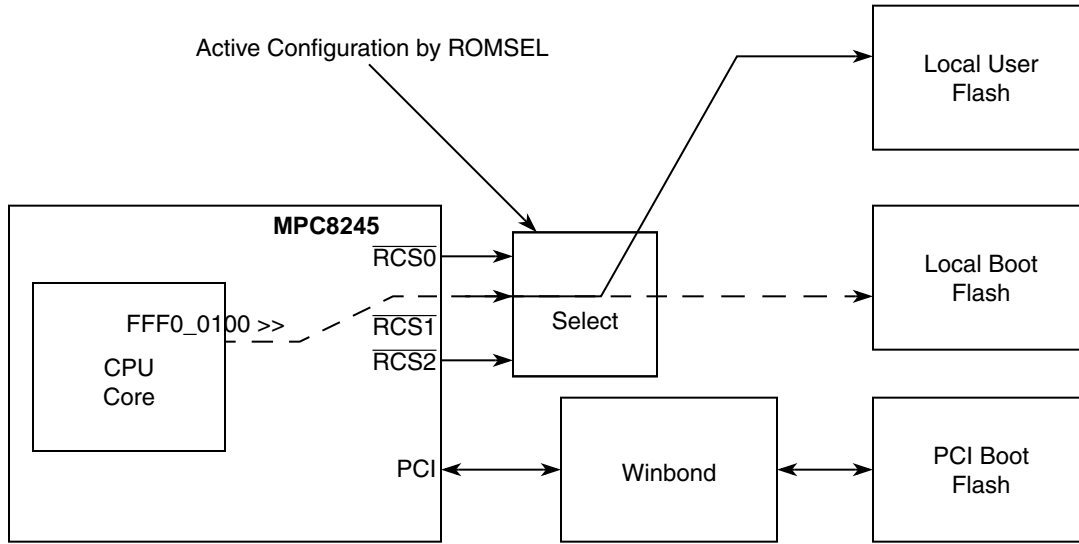 Active Configuration by ROMSEL
Local User
Flash
MPC8245
RCS0
Local Boot
Flash
FFF0_0100 >>
RCS1
Select
CPU
Core
RCS2
PCI
Winbond
PCI Boot
Flash